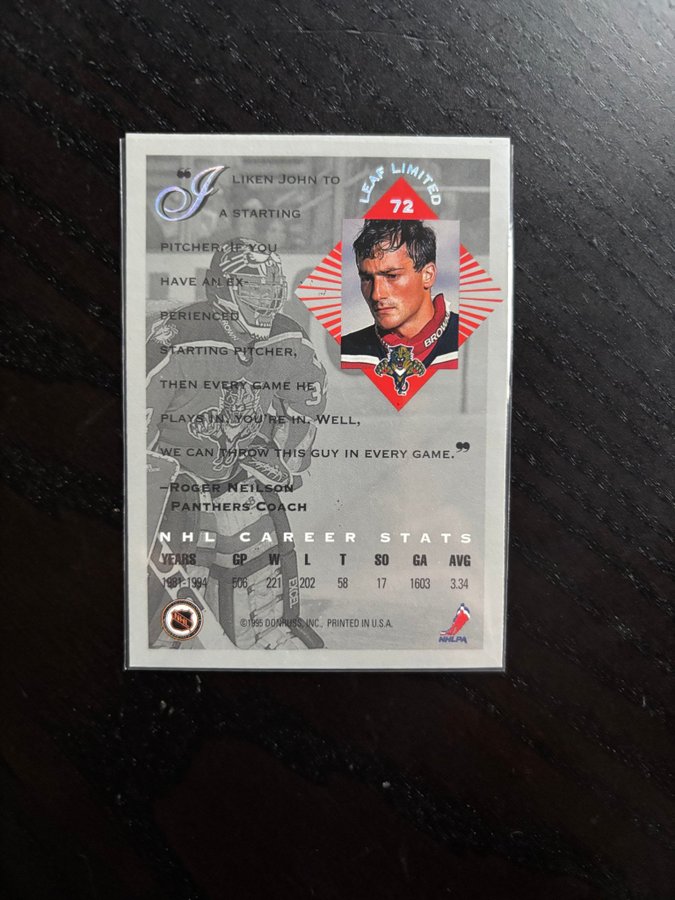 LEAF LIMITED
72
"I LIKEN JOHN TO
A STARTING
PITCHER. IF YOU
HAVE AN EX-
PERIENCED
STARTING PITCHER,
THEN EVERY GAME HE
PLAYS IN, YOU'RE IN. WELL,
WE CAN THROW THIS GUY IN EVERY GAME."
–ROGER NEILSON
PANTHERS COACH
NHL CAREER STATS
YEARS GP W L T SO GA AVG
1981-1994 506 221 202 58 17 1603 3.34
©1995 DONRUSS, INC., PRINTED IN U.S.A.
NHLPA